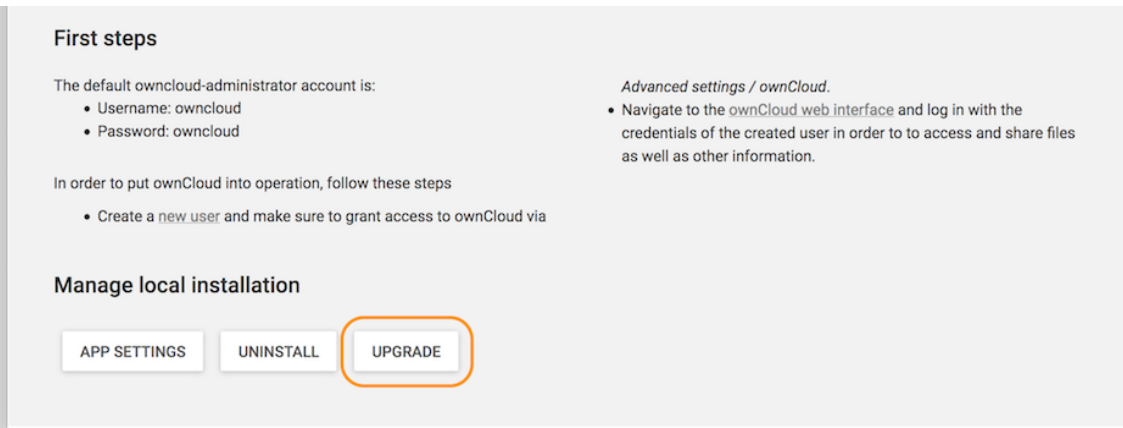 First steps
The default owncloud-administrator account is:
• Username: owncloud
• Password: owncloud
In order to put ownCloud into operation, follow these steps
• Create a new user and make sure to grant access to ownCloud via
Advanced settings / ownCloud.
• Navigate to the ownCloud web interface and log in with the
credentials of the created user in order to to access and share files
as well as other information.
Manage local installation
APP SETTINGS UNINSTALL UPGRADE